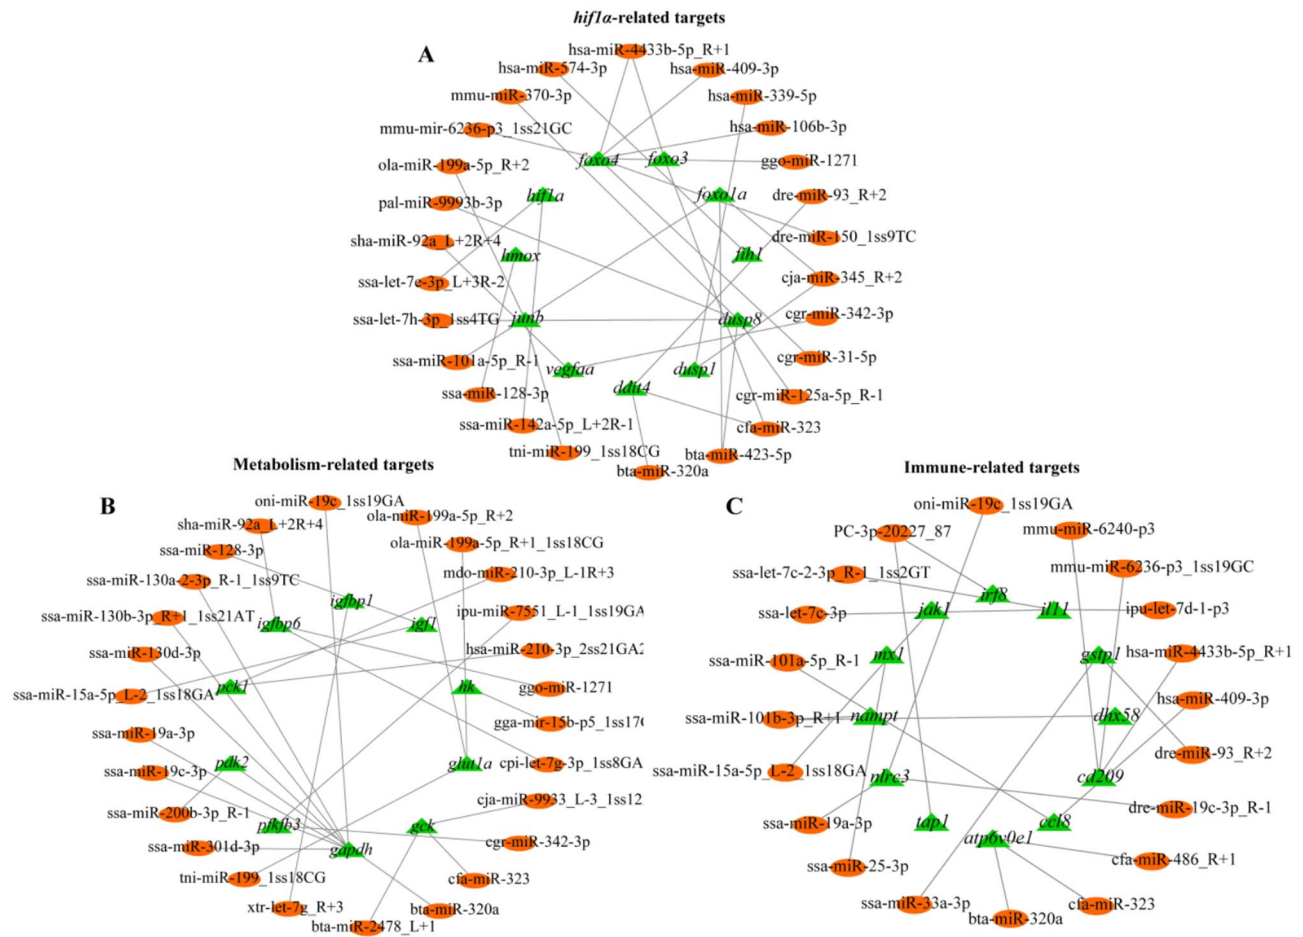 hif1α-related targets
A
hsa-miR-4433b-5p_R+1
hsa-miR-574-3p
hsa-miR-409-3p
mmu-miR-370-3p
hsa-miR-339-5p
mmu-mir-6236-p3_1ss21GC
hsa-miR-106b-3p
foxo4
foxo3
ggo-miR-1271
ola-miR-199a-5p_R+2
hif1a
foxo1a
dre-miR-93_R+2
pal-miR-9993b-3p
sha-miR-92a_L+2R+4
dre-miR-150_1ss9TC
hmox
fih1
ssa-let-7e-3p_L+3R-2
cja-miR-345_R+2
ssa-let-7h-3p_1ss4TG
junb
dusp8
cgr-miR-342-3p
ssa-miR-101a-5p_R-1
vegfaa
dusp1
cgr-miR-31-5p
ddit4
ssa-miR-128-3p
cgr-miR-125a-5p_R-1
ssa-miR-142a-5p_L+2R-1
cfa-miR-323
tni-miR-199_1ss18CG
bta-miR-423-5p
bta-miR-320a
Metabolism-related targets
B
oni-miR-19c_1ss19GA
ola-miR-199a-5p_R+2
sha-miR-92a_L+2R+4
ola-miR-199a-5p_R+1_1ss18CG
ssa-miR-128-3p
mdo-miR-210-3p_L-1R+3
ssa-miR-130a-2-3p_R-1_1ss9TC
igfbp1
ipu-miR-7551_L-1_1ss19GA
ssa-miR-130b-3p_R+1_1ss21AT
igfbp6
igf1
ssa-miR-130d-3p
hsa-miR-210-3p_2ss21GA2
ssa-miR-15a-5p_L-2_1ss18GA
pck1
hk
ggo-miR-1271
gga-mir-15b-p5_1ss17
ssa-miR-19a-3p
pdk2
glut1a
cpi-let-7g-3p_1ss8GA
ssa-miR-19c-3p
cja-miR-9933_L-3_1ss12
ssa-miR-200b-3p_R-1
pfkfb3
gck
cgr-miR-342-3p
ssa-miR-301d-3p
gapdh
tni-miR-199_1ss18CG
cfa-miR-323
xtr-let-7g_R+3
bta-miR-320a
bta-miR-2478_L+1
Immune-related targets
C
oni-miR-19c_1ss19GA
PC-3p-20227_87
mmu-miR-6240-p3
ssa-let-7c-2-3p_R-1_1ss2GT
mmu-miR-6236-p3_1ss19GC
irf8
ssa-let-7c-3p
jak1
il11
ipu-let-7d-1-p3
ssa-miR-101a-5p_R-1
mx1
gstp1
hsa-miR-4433b-5p_R+1
hsa-miR-409-3p
ssa-miR-101b-3p_R+1
nampt
dhx58
dre-miR-93_R+2
ssa-miR-15a-5p_L-2_1ss18GA
nlrc3
cd209
dre-miR-19c-3p_R-1
ssa-miR-19a-3p
tap1
ccl8
atp6v0e1
ssa-miR-25-3p
cfa-miR-486_R+1
ssa-miR-33a-3p
cfa-miR-323
bta-miR-320a